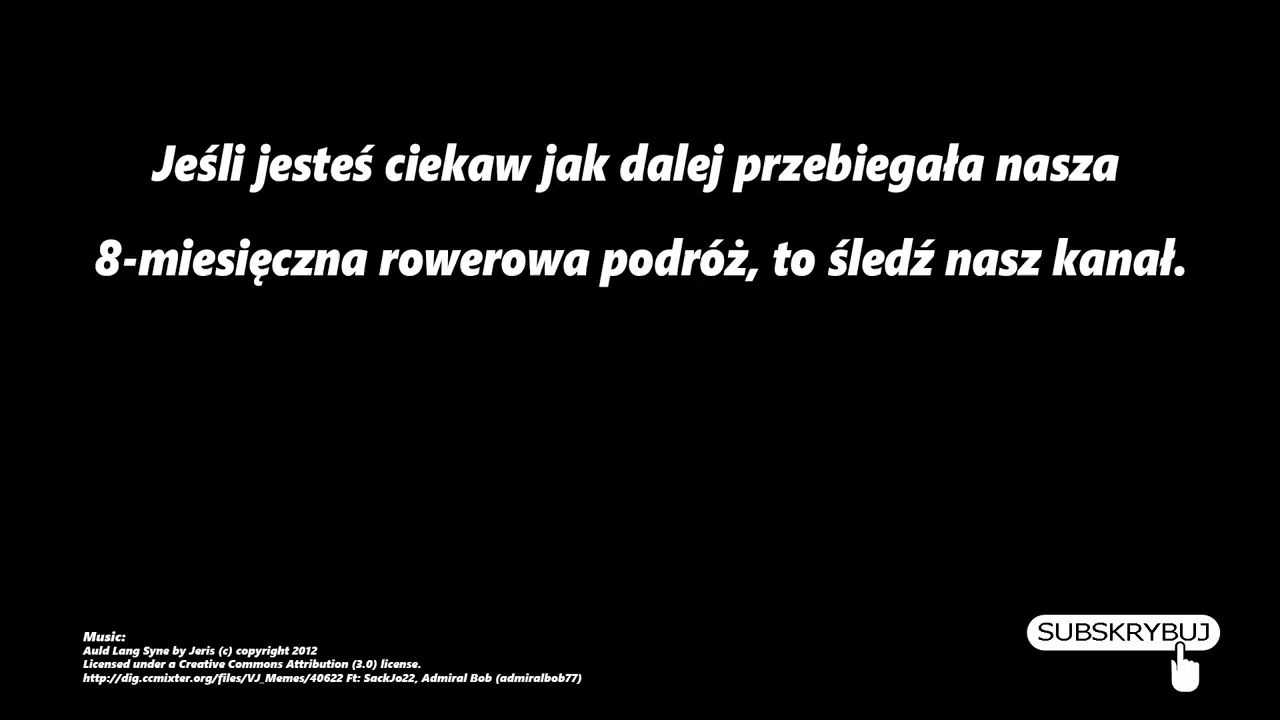 Jeśli jesteś ciekaw jak dalej przebiegała nasza
8-miesięczna rowerowa podróż, to śledź nasz kanał.
Music:
Auld Lang Syne by Jeris (c) copyright 2012
Licensed under a Creative Commons Attribution (3.0) license.
http://dig.ccmixter.org/files/VJ_Memes/40622 Ft: SackJo22, Admiral Bob (admiralbob77)
SUBSKRYBUJ